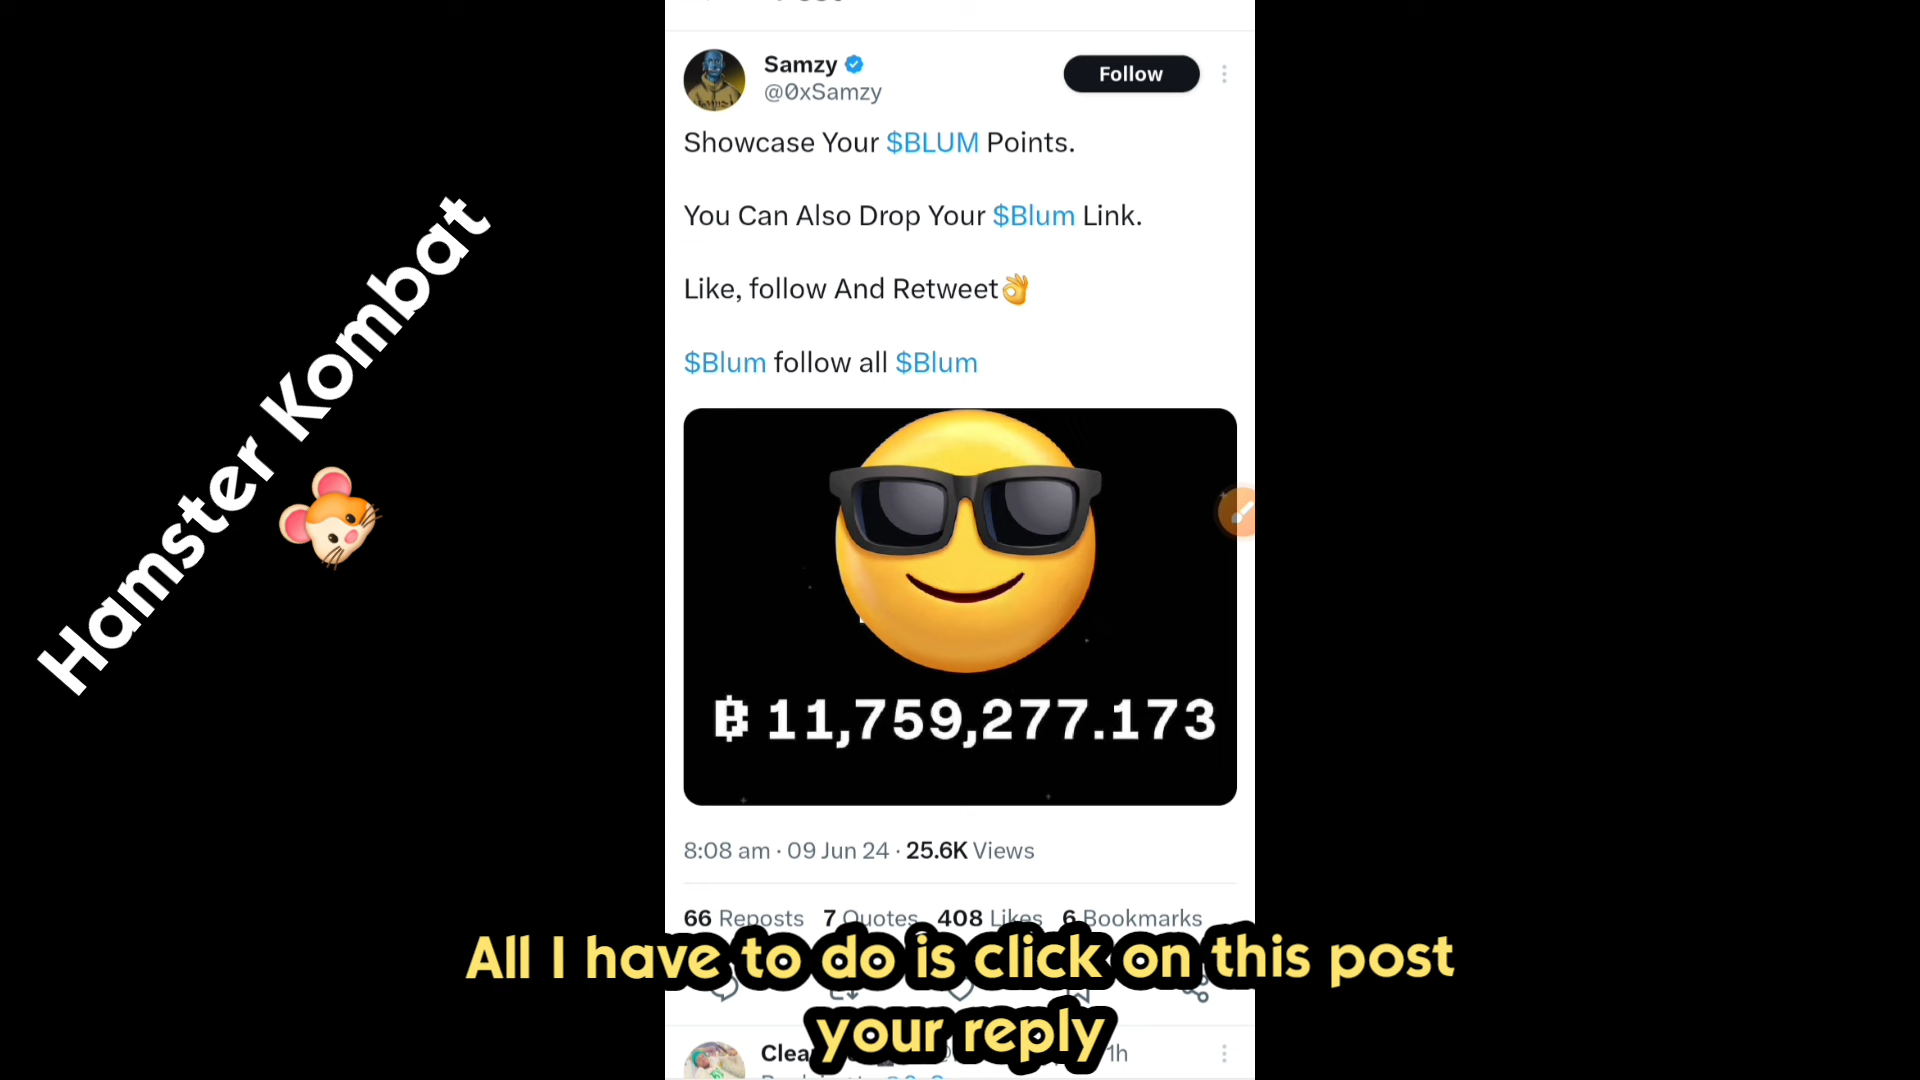 Samzy
@0xSamzy
Follow
Showcase Your $BLUM Points.
You Can Also Drop Your $Blum Link.
Like, follow And Retweet👌
$Blum follow all $Blum
Hamster Kombat
🐹
฿ 11,759,277.173
8:08 am · 09 Jun 24 · 25.6K Views
66 Reposts 7 Quotes 408 Likes 6 Bookmarks
All I have to do is click on this post
your reply
1h